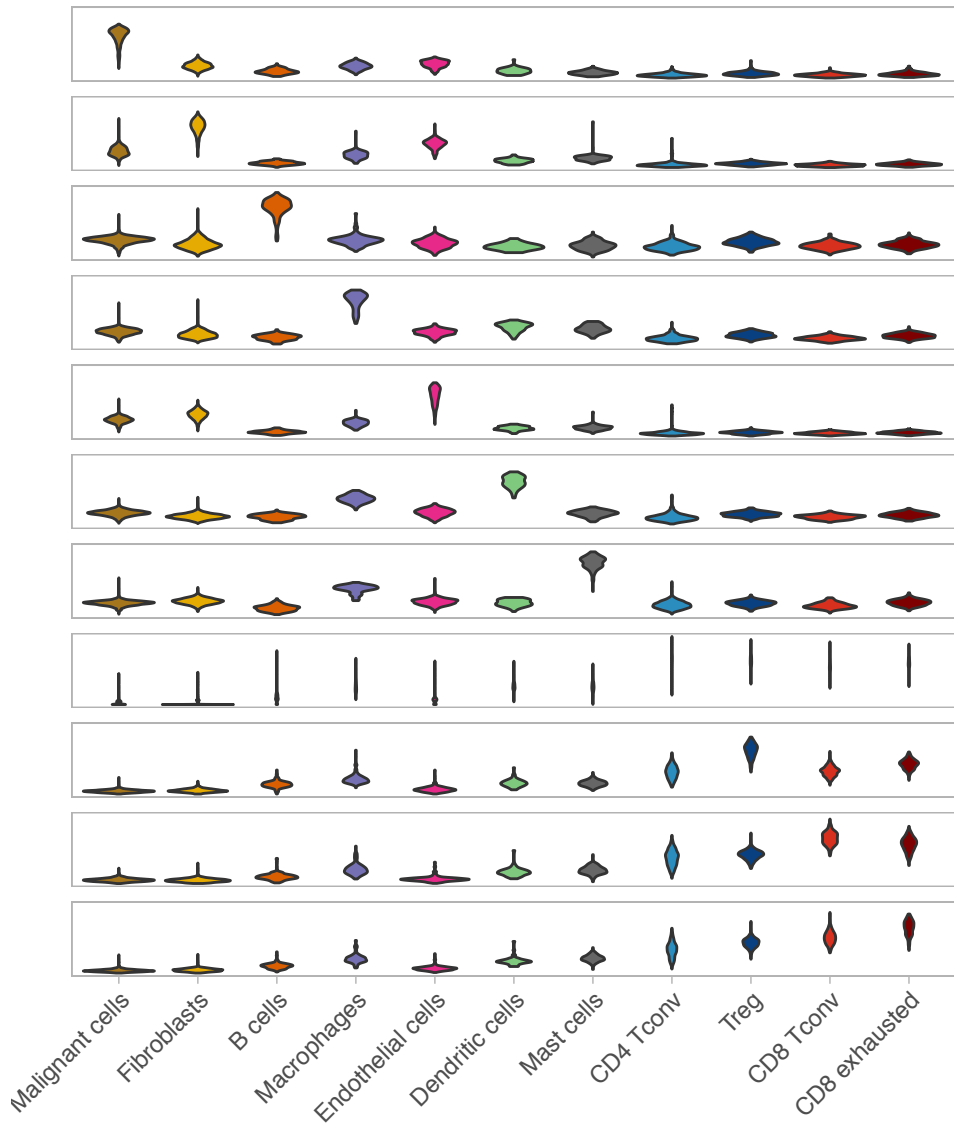 Malignant cells
Fibroblasts
B cells
Macrophages
Endothelial cells
Dendritic cells
Mast cells
CD4 Tconv
Treg
CD8 Tconv
CD8 exhausted